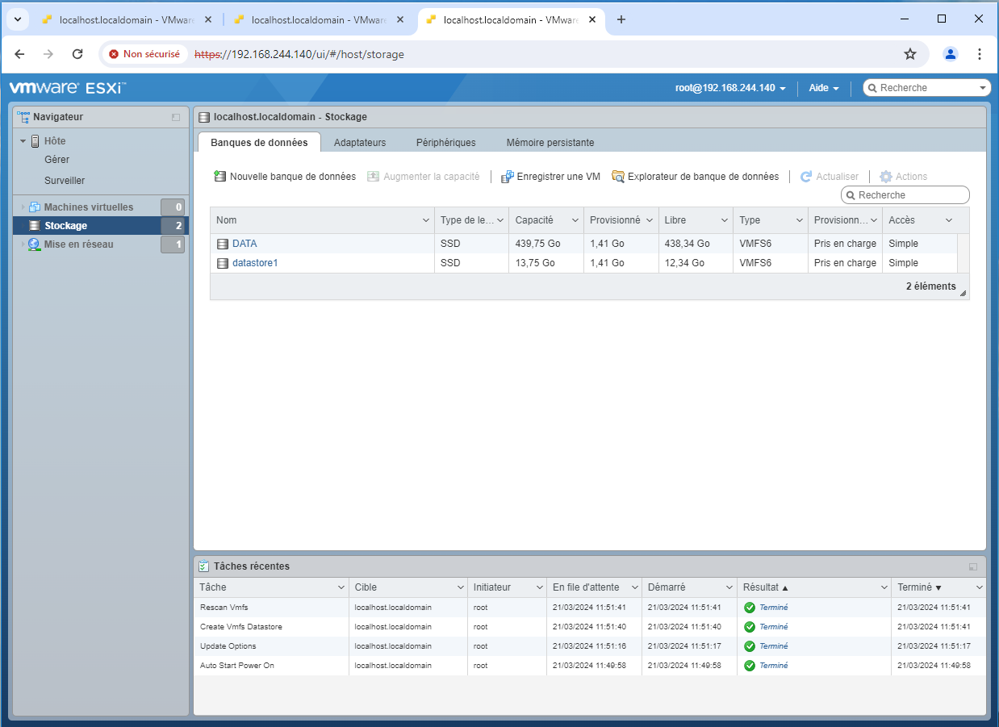 localhost.localdomain - VMware
localhost.localdomain - VMware
localhost.localdomain - VMware
Non sécurisé
https://192.168.244.140/ui/#/host/storage
vmware® ESXi™
root@192.168.244.140
Aide
Recherche
Navigateur
Hôte
Gérer
Surveiller
Machines virtuelles 0
Stockage 2
Mise en réseau 1
localhost.localdomain - Stockage
Banques de données Adaptateurs Périphériques Mémoire persistante
Nouvelle banque de données Augmenter la capacité Enregistrer une VM Explorateur de banque de données Actualiser Actions
Recherche
Nom Type de le... Capacité Provisionné Libre Type Provisionn... Accès
DATA SSD 439,75 Go 1,41 Go 438,34 Go VMFS6 Pris en charge Simple
datastore1 SSD 13,75 Go 1,41 Go 12,34 Go VMFS6 Pris en charge Simple
2 éléments
Tâches récentes
Tâche Cible Initiateur En file d'attente Démarré Résultat ▲ Terminé ▼
Rescan Vmfs localhost.localdomain root 21/03/2024 11:51:41 21/03/2024 11:51:41 Terminé 21/03/2024 11:51:41
Create Vmfs Datastore localhost.localdomain root 21/03/2024 11:51:40 21/03/2024 11:51:40 Terminé 21/03/2024 11:51:41
Update Options localhost.localdomain root 21/03/2024 11:51:16 21/03/2024 11:51:17 Terminé 21/03/2024 11:51:17
Auto Start Power On localhost.localdomain root 21/03/2024 11:49:58 21/03/2024 11:49:58 Terminé 21/03/2024 11:49:58